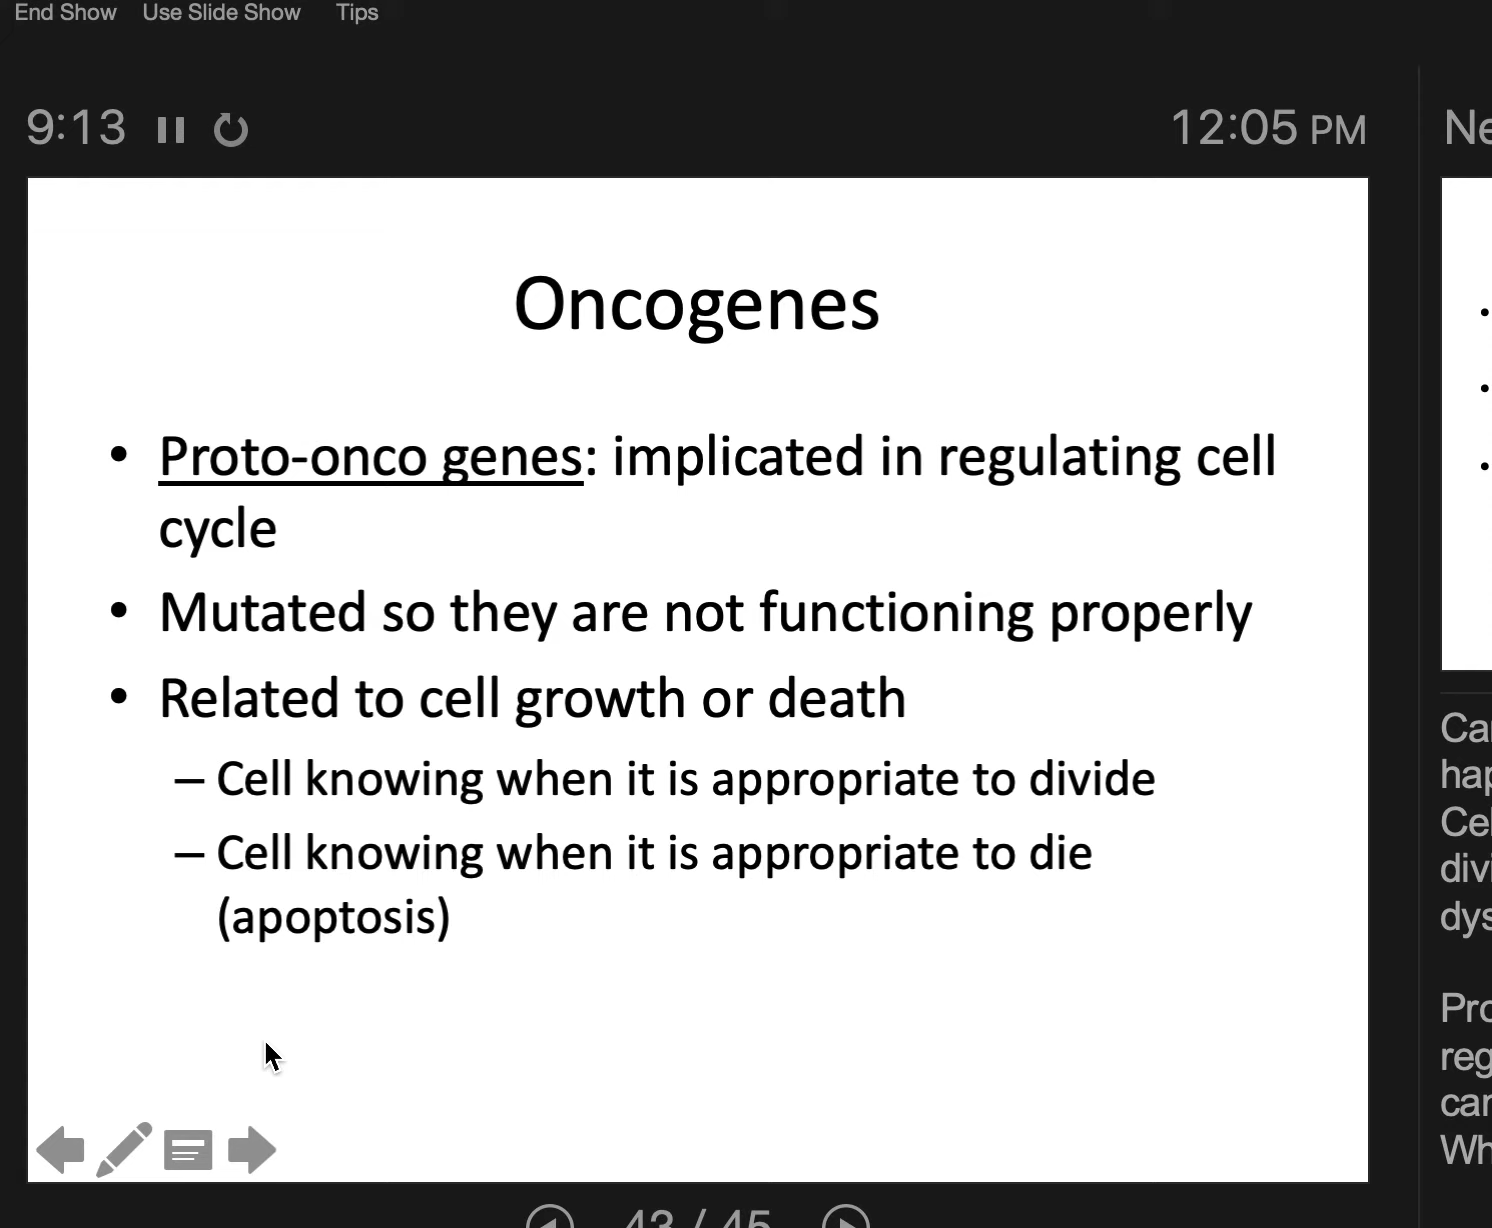 End Show Use Slide Show Tips
9:13 12:05 PM
Oncogenes
• Proto-onco genes: implicated in regulating cell
cycle
• Mutated so they are not functioning properly
• Related to cell growth or death
– Cell knowing when it is appropriate to divide
– Cell knowing when it is appropriate to die
(apoptosis)
43 / 45